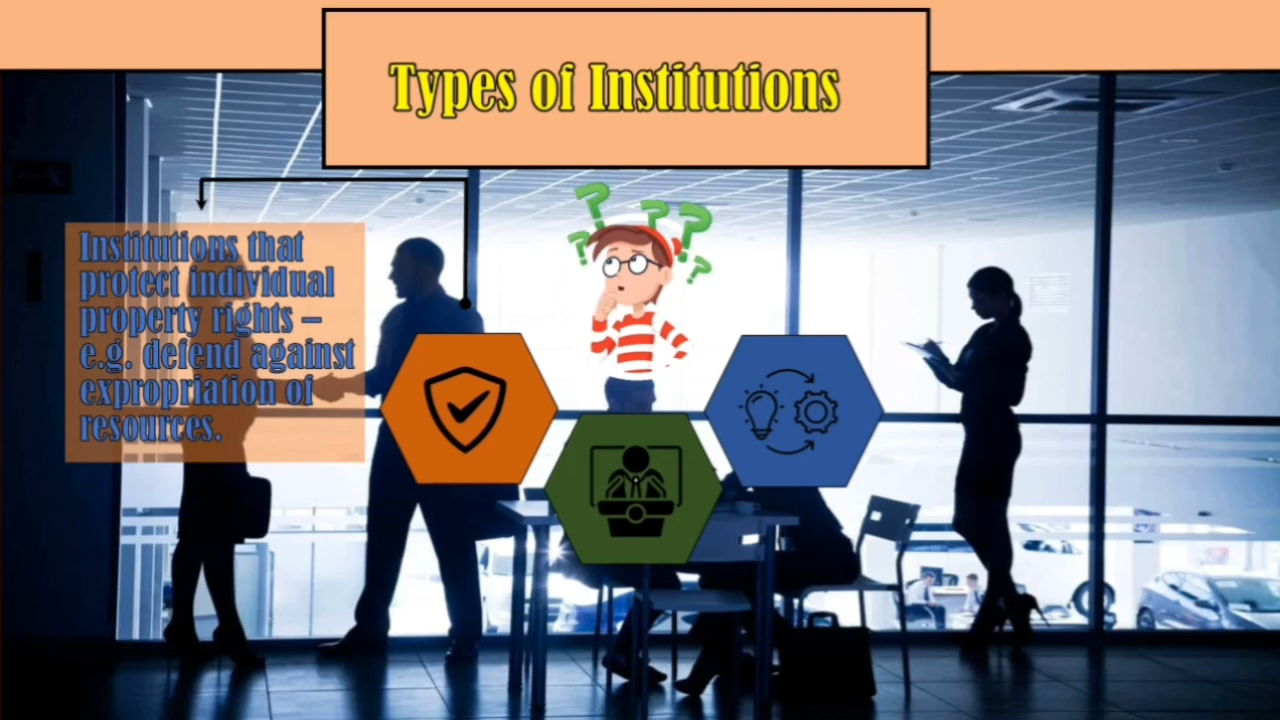 Types of Institutions
Institutions that
protect individual
property rights –
e.g. defend against
expropriation of
resources.